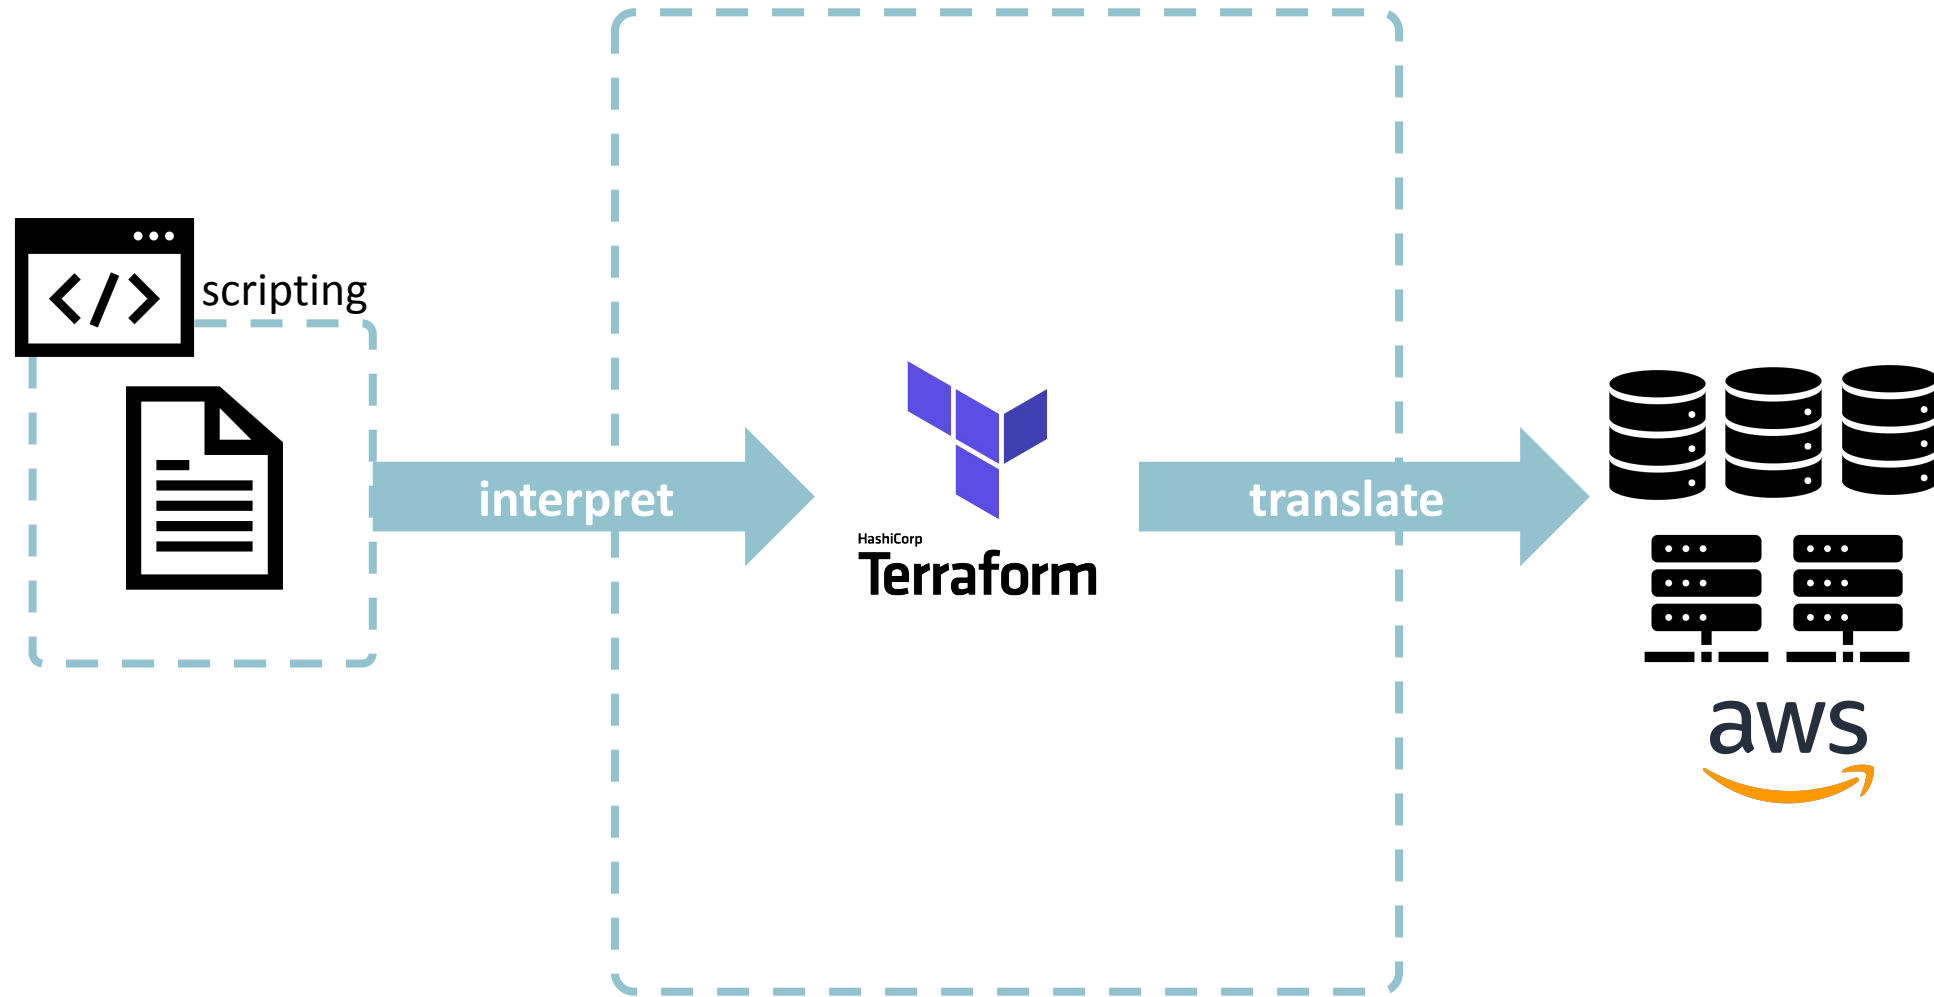 scripting
interpret
HashiCorp
Terraform
translate
aws